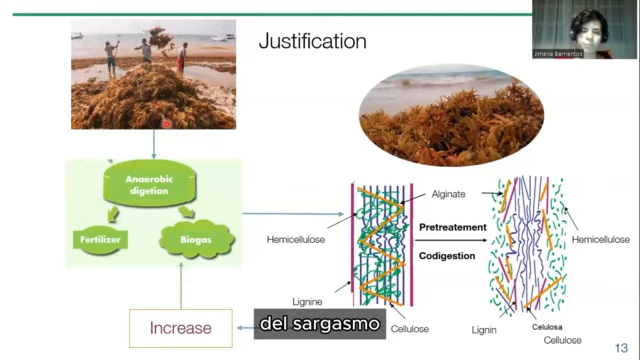 Justification
Jimena Barrientos
Anaerobic
digetion
Fertilizer
Biogas
Increase
Alginate
Hemicellulose
Pretreatement
Codigestion
Hemicellulose
Lignine
Cellulose
Lignin
Celulosa
Cellulose
del sargasmo
13